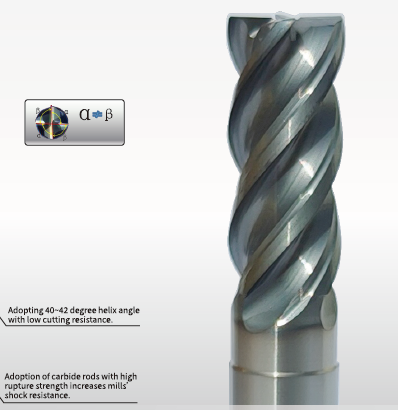 α≠β
Adopting 40~42 degree helix angle
with low cutting resistance.
Adoption of carbide rods with high
rupture strength increases mills'
shock resistance.